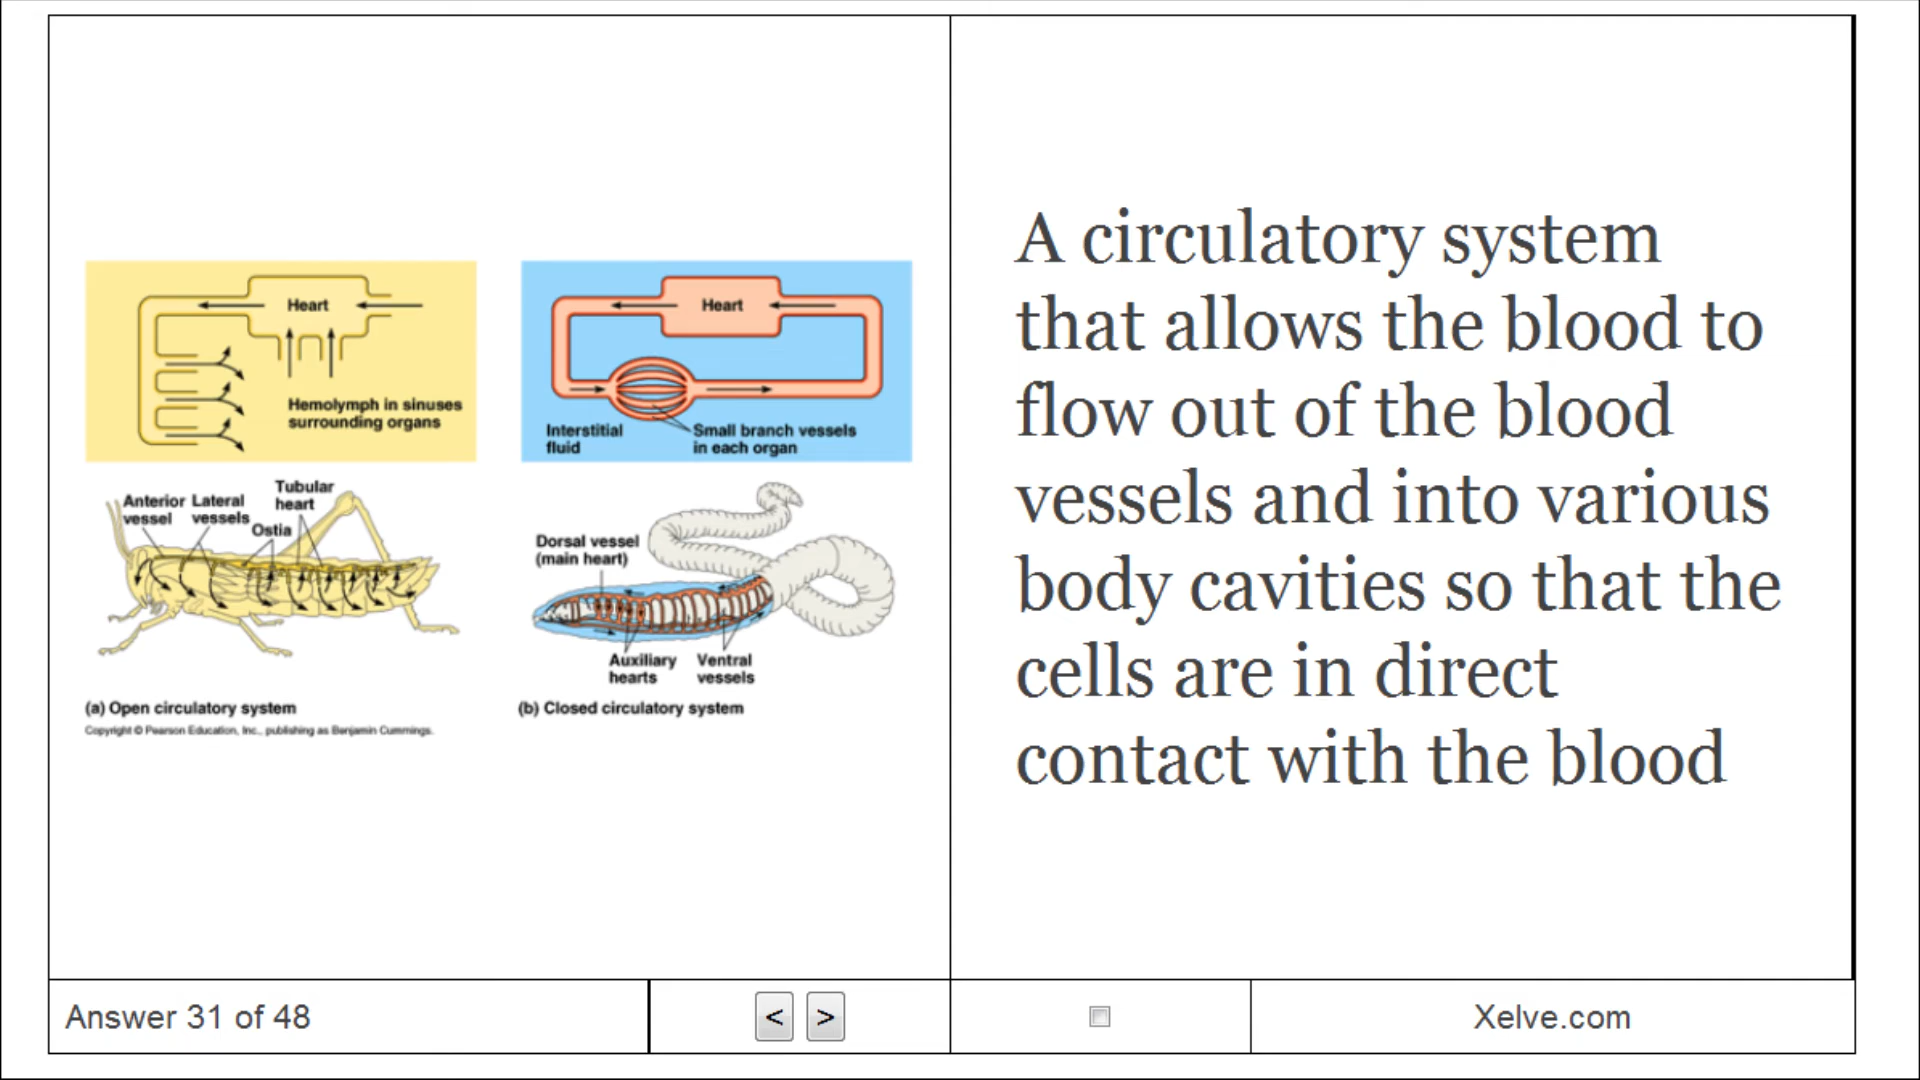 Heart
Hemolymph in sinuses
surrounding organs
Heart
Interstitial
fluid
Small branch vessels
in each organ
Anterior
vessel
Lateral
vessels
Tubular
heart
Ostia
Dorsal vessel
(main heart)
Auxiliary
hearts
Ventral
vessels
(a) Open circulatory system
(b) Closed circulatory system
Copyright © Pearson Education, Inc., publishing as Benjamin Cummings.
A circulatory system
that allows the blood to
flow out of the blood
vessels and into various
body cavities so that the
cells are in direct
contact with the blood
Answer 31 of 48
< >
Xelve.com